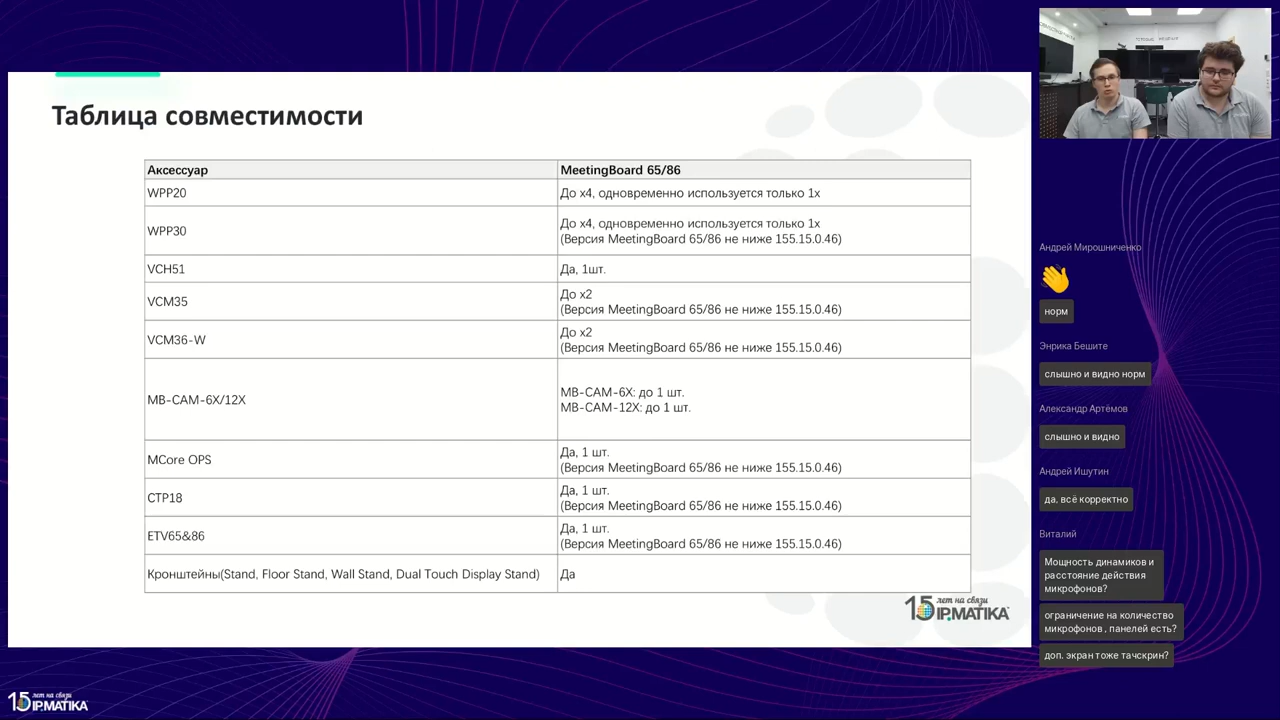 Таблица совместимости
Аксессуар
MeetingBoard 65/86
WPP20
До x4, одновременно используется только 1x
WPP30
До x4, одновременно используется только 1x
(Версия MeetingBoard 65/86 не ниже 155.15.0.46)
VCH51
Да, 1шт.
VCM35
До x2
(Версия MeetingBoard 65/86 не ниже 155.15.0.46)
VCM36-W
До x2
(Версия MeetingBoard 65/86 не ниже 155.15.0.46)
MB-CAM-6X/12X
MB-CAM-6X: до 1 шт.
MB-CAM-12X: до 1 шт.
MCore OPS
Да, 1 шт.
(Версия MeetingBoard 65/86 не ниже 155.15.0.46)
CTP18
Да, 1 шт.
(Версия MeetingBoard 65/86 не ниже 155.15.0.46)
ETV65&86
Да, 1 шт.
(Версия MeetingBoard 65/86 не ниже 155.15.0.46)
Кронштейны(Stand, Floor Stand, Wall Stand, Dual Touch Display Stand)
Да
15 лет на связи
IPMATIKA
15 лет на связи
IPMATIKA
Андрей Мирошниченко
норм
Энрика Бешите
слышно и видно норм
Александр Артёмов
слышно и видно
Андрей Ишутин
да, всё корректно
Виталий
Мощность динамиков и
расстояние действия
микрофонов?
ограничение на количество
микрофонов , панелей есть?
доп. экран тоже тачскрин?